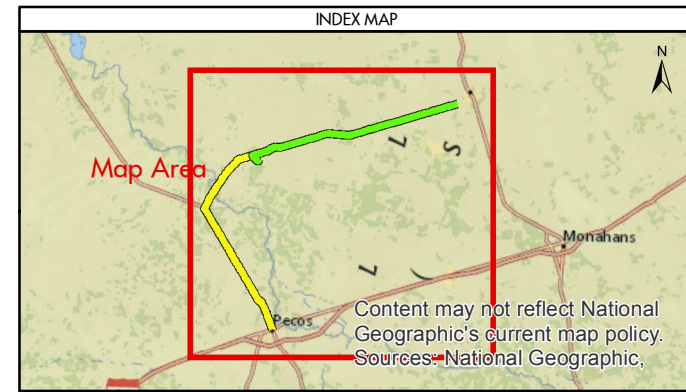 INDEX MAP
N
Map Area
L
S
Monahans
L
(
Pecos
Content may not reflect National
Geographic's current map policy.
Sources: National Geographic,